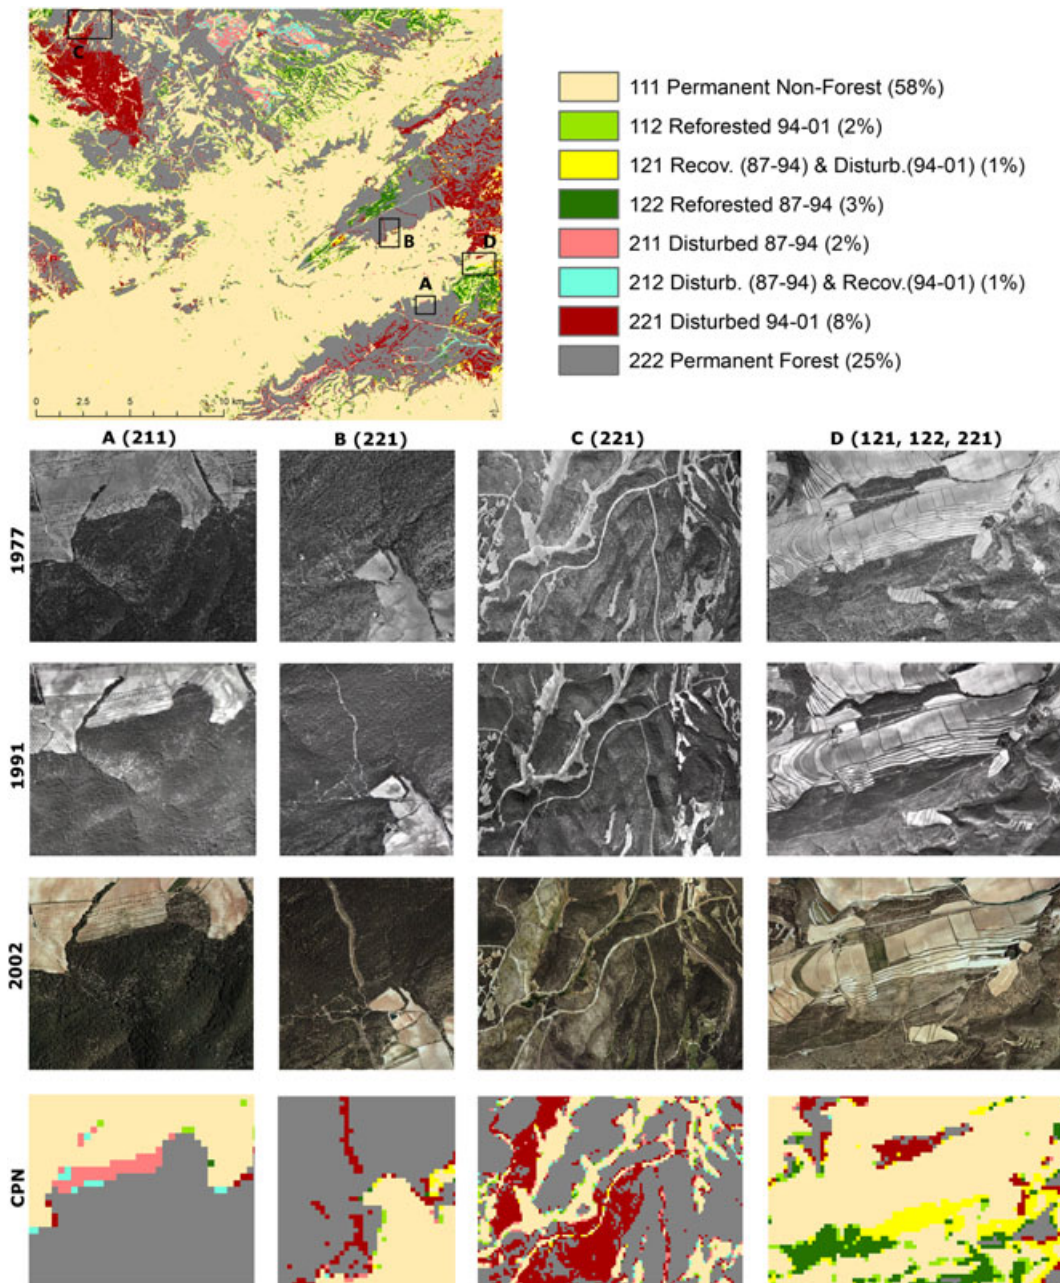 C
B
D
A
0 2.5 5 10 km
111 Permanent Non-Forest (58%)
112 Reforested 94-01 (2%)
121 Recov. (87-94) & Disturb.(94-01) (1%)
122 Reforested 87-94 (3%)
211 Disturbed 87-94 (2%)
212 Disturb. (87-94) & Recov.(94-01) (1%)
221 Disturbed 94-01 (8%)
222 Permanent Forest (25%)
A (211) B (221) C (221) D (121, 122, 221)
1977
1991
2002
CPN